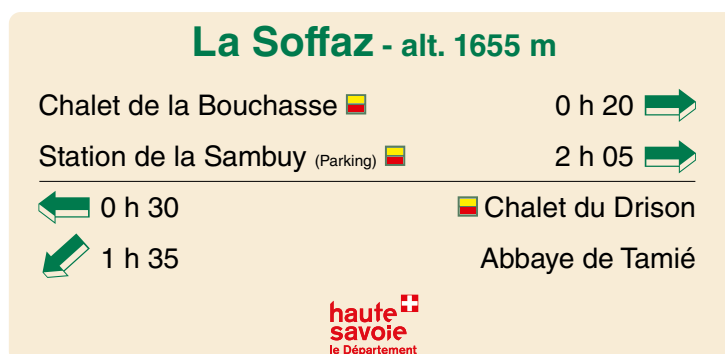 La Soffaz - alt. 1655 m
Chalet de la Bouchasse 0 h 20
Station de la Sambuy (Parking) 2 h 05
0 h 30 Chalet du Drison
1 h 35 Abbaye de Tamié
haute
savoie
le Département